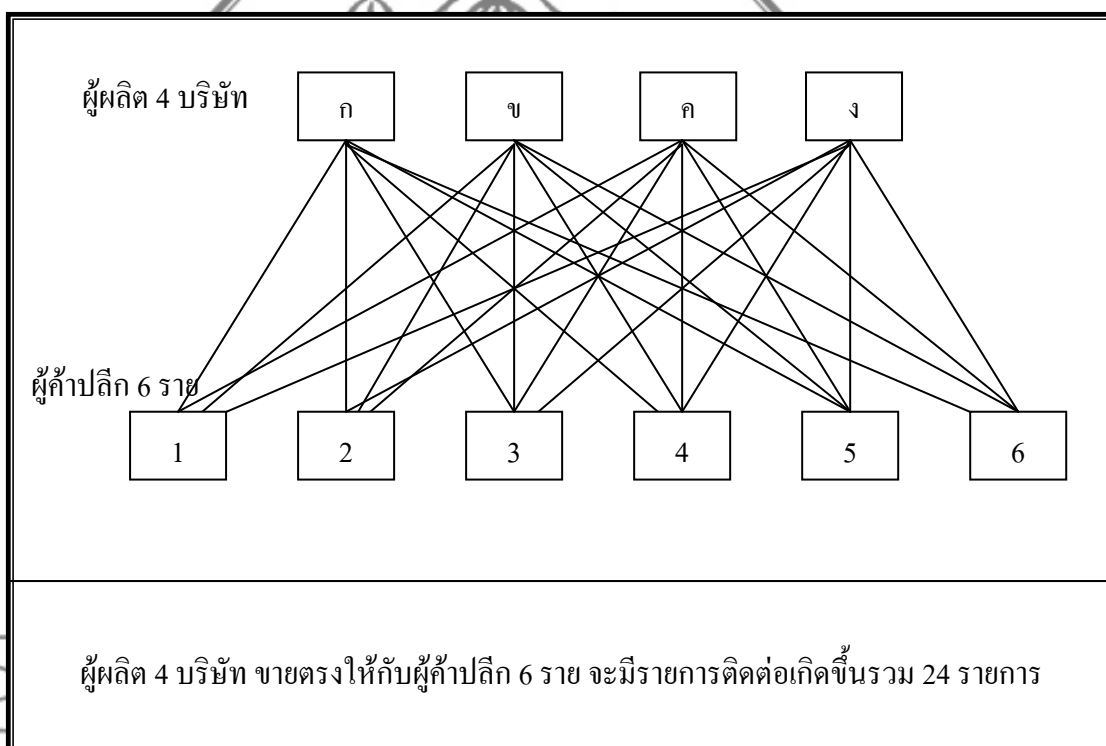 ผู้ผลิต 4 บริษัท
ก ข ค ง
ผู้ค้าปลีก 6 ราย
1 2 3 4 5 6
ผู้ผลิต 4 บริษัท ขายตรงให้กับผู้ค้าปลีก 6 ราย จะมีรายการติดต่อเกิดขึ้นรวม 24 รายการ